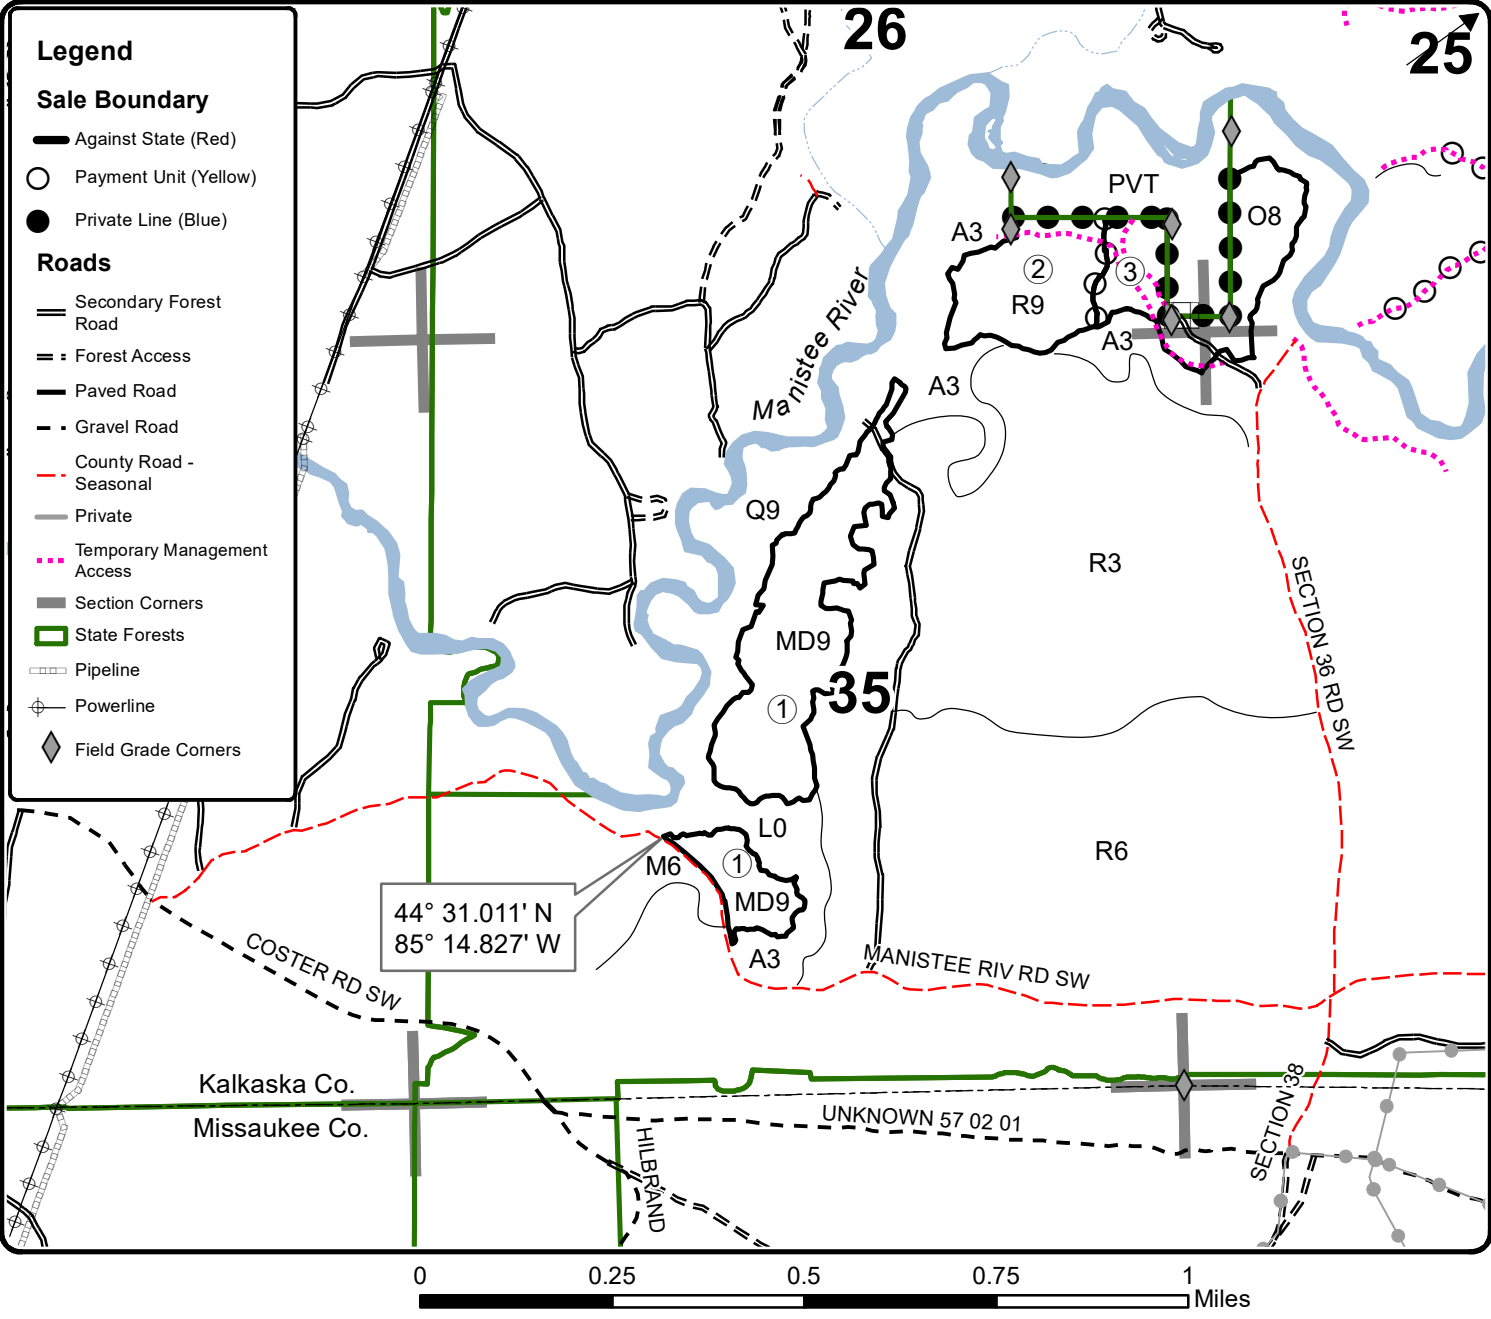 Legend
Sale Boundary
Against State (Red)
Payment Unit (Yellow)
Private Line (Blue)
Roads
Secondary Forest
Road
Forest Access
Paved Road
Gravel Road
County Road -
Seasonal
Private
Temporary Management
Access
Section Corners
State Forests
Pipeline
Powerline
Field Grade Corners
26
25
PVT
A3
O8
2
3
R9
A3
Manistee River
A3
Q9
R3
SECTION 36 RD SW
MD9
35
1
L0
M6
1
R6
MD9
44° 31.011' N
85° 14.827' W
A3
COSTER RD SW
MANISTEE RIV RD SW
Kalkaska Co.
Missaukee Co.
UNKNOWN 57 02 01
HILBRAND
SECTION 38
0
0.25
0.5
0.75
1
Miles